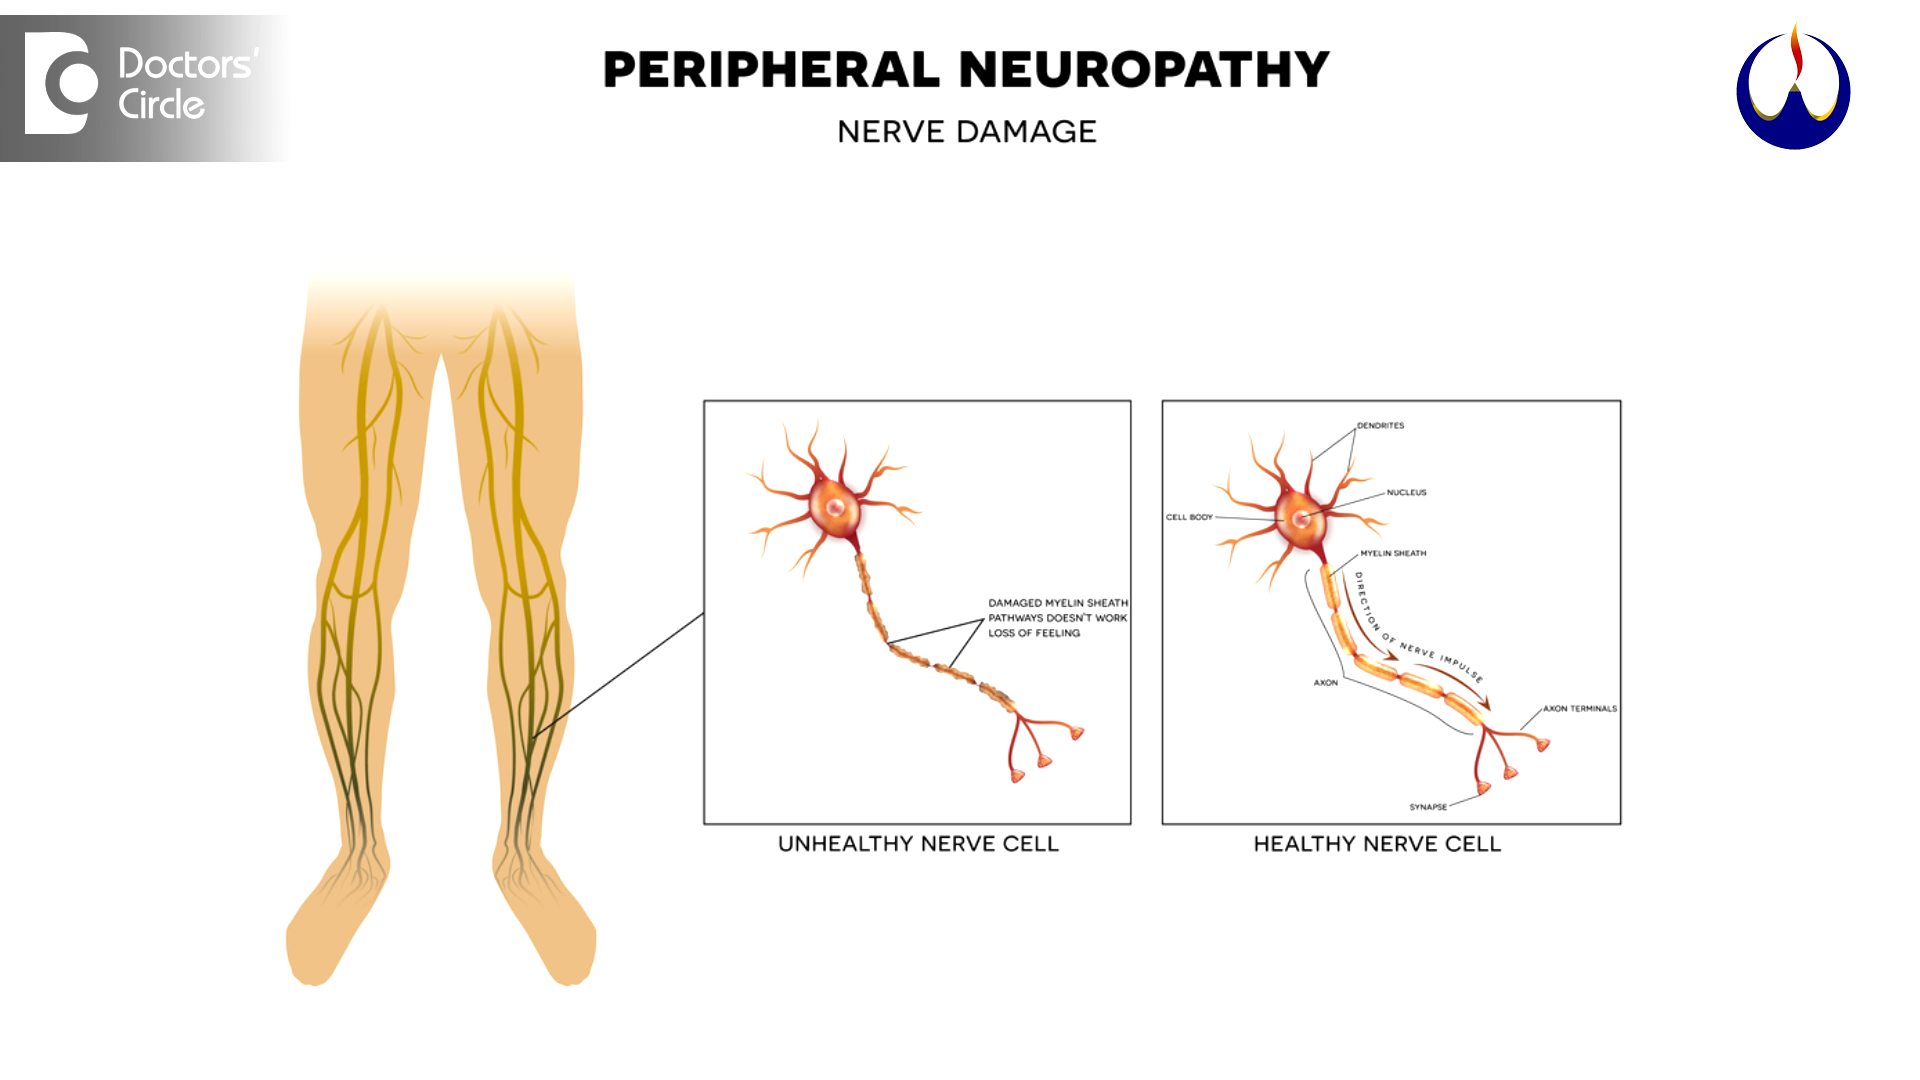 Doctors'
Circle
PERIPHERAL NEUROPATHY
NERVE DAMAGE
DAMAGED MYELIN SHEATH
PATHWAYS DOESN'T WORK
LOSS OF FEELING
UNHEALTHY NERVE CELL
DENDRITES
NUCLEUS
CELL BODY
MYELIN SHEATH
DIRECTION OF NERVE IMPULSE
AXON
AXON TERMINALS
SYNAPSE
HEALTHY NERVE CELL